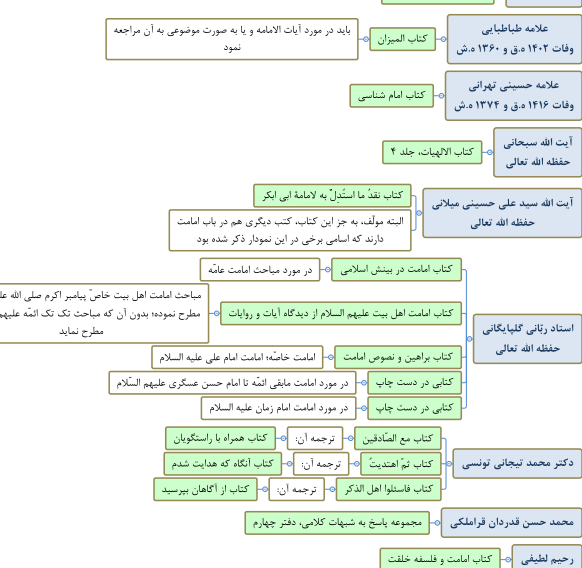 علامه طباطبایی
وفات ۱۴۰۲ ه.ق و ۱۳۶۰ ه.ش
کتاب المیزان
باید در مورد آیات الامامه و یا به صورت موضوعی به آن مراجعه
نمود
علامه حسینی تهرانی
وفات ۱۴۱۶ ه.ق و ۱۳۷۴ ه.ش
کتاب امام شناسی
آیت الله سبحانی
حفظه الله تعالی
کتاب الالهیات، جلد ۴
آیت الله سید علی حسینی میلانی
حفظه الله تعالی
کتاب نقدُ ما استُدِلّ به لامامة ابی ابکر
البته مولّف، به جز این کتاب، کتب دیگری هم در باب امامت
دارند که اسامی برخی در این نمودار ذکر شده بود
استاد ربّانی گلپایگانی
حفظه الله تعالی
کتاب امامت در بینش اسلامی
در مورد مباحث امامت عامّه
کتاب امامت اهل بیت علیهم السلام از دیدگاه آیات و روایات
مباحث امامت اهل بیت خاصّ پیامبر اکرم صلی الله
مطرح نموده؛ بدون آن که مباحث تک تک ائمّه علیهم
مطرح نماید
کتاب براهین و نصوص امامت
امامت خاصّه؛ امامت امام علی علیه السلام
کتابی در دست چاپ
در مورد امامت مابقی ائمّه تا امام حسن عسگری علیهم السّلام
کتابی در دست چاپ
در مورد امامت امام زمان علیه السلام
دکتر محمد تیجانی تونسی
کتاب مع الصّادقین
ترجمه آن:
کتاب همراه با راستگویان
کتاب ثمّ اهتدیتُ
ترجمه آن:
کتاب آنگاه که هدایت شدم
کتاب فاسئلوا اهل الذکر
ترجمه آن:
کتاب از آگاهان بپرسید
محمد حسن قدردان قراملکی
مجموعه پاسخ به شبهات کلامی، دفتر چهارم
رحیم لطیفی
کتاب امامت و فلسفه خلقت